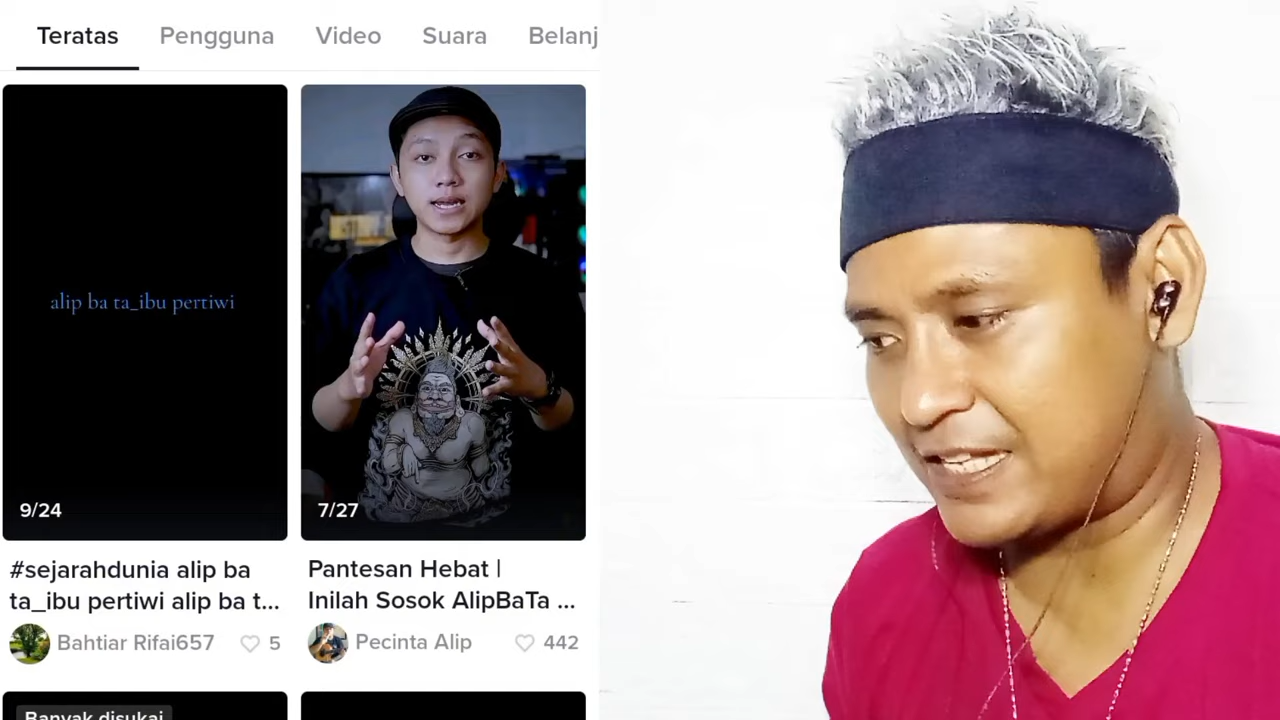 Teratas Pengguna Video Suara Belanj
alip ba ta_ibu pertiwi
9/24
7/27
#sejarahdunia alip ba
ta_ibu pertiwi alip ba t...
Bahtiar Rifai657 5
Pantesan Hebat |
Inilah Sosok AlipBaTa ...
Pecinta Alip 442
Banyak disukai